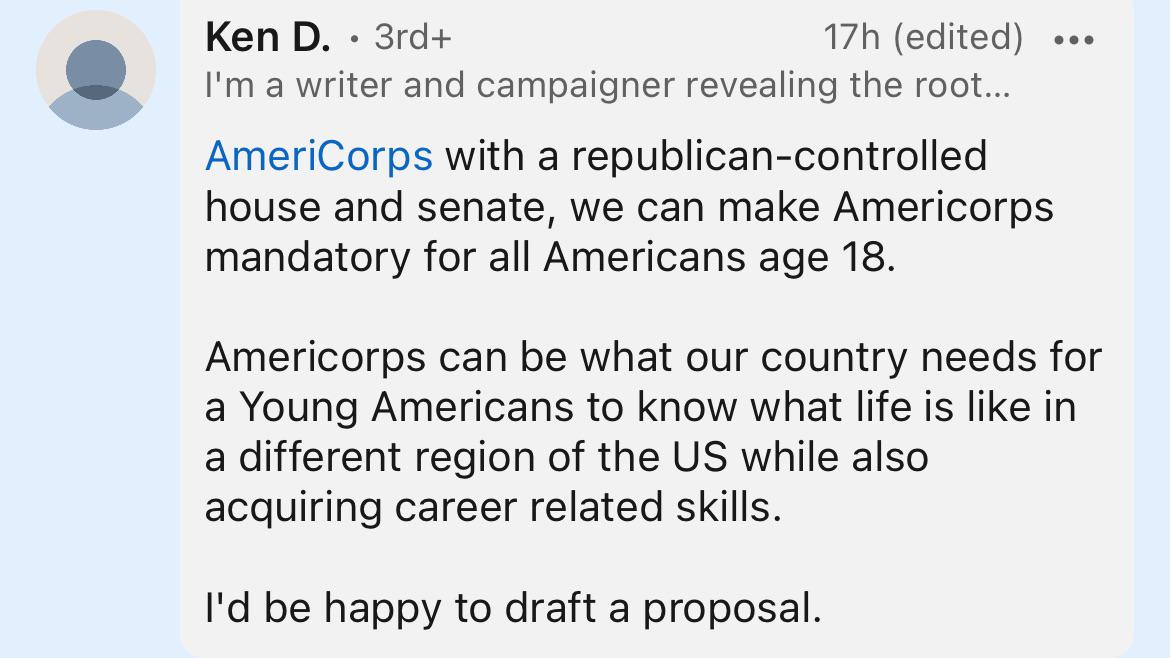 Ken D. • 3rd+ 17h (edited) •••
I'm a writer and campaigner revealing the root...
AmeriCorps with a republican-controlled
house and senate, we can make Americorps
mandatory for all Americans age 18.
Americorps can be what our country needs for
a Young Americans to know what life is like in
a different region of the US while also
acquiring career related skills.
I'd be happy to draft a proposal.